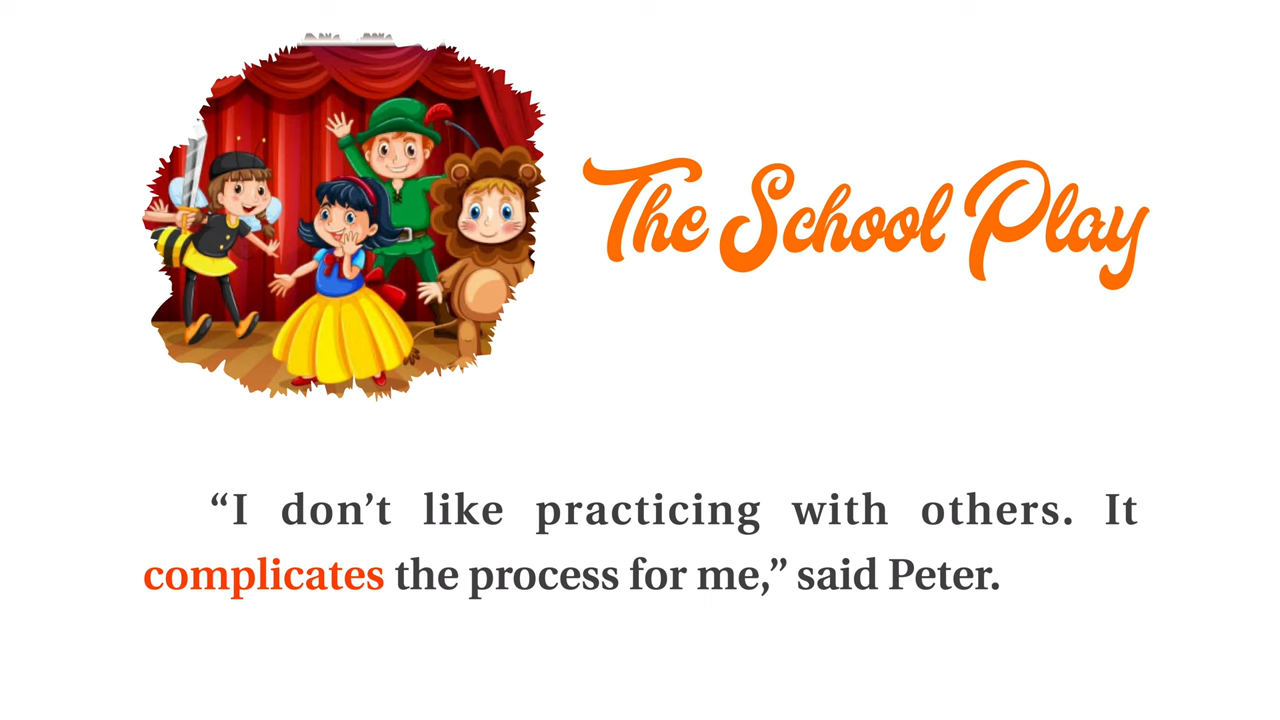 The School Play
“I don’t like practicing with others. It
complicates the process for me,” said Peter.